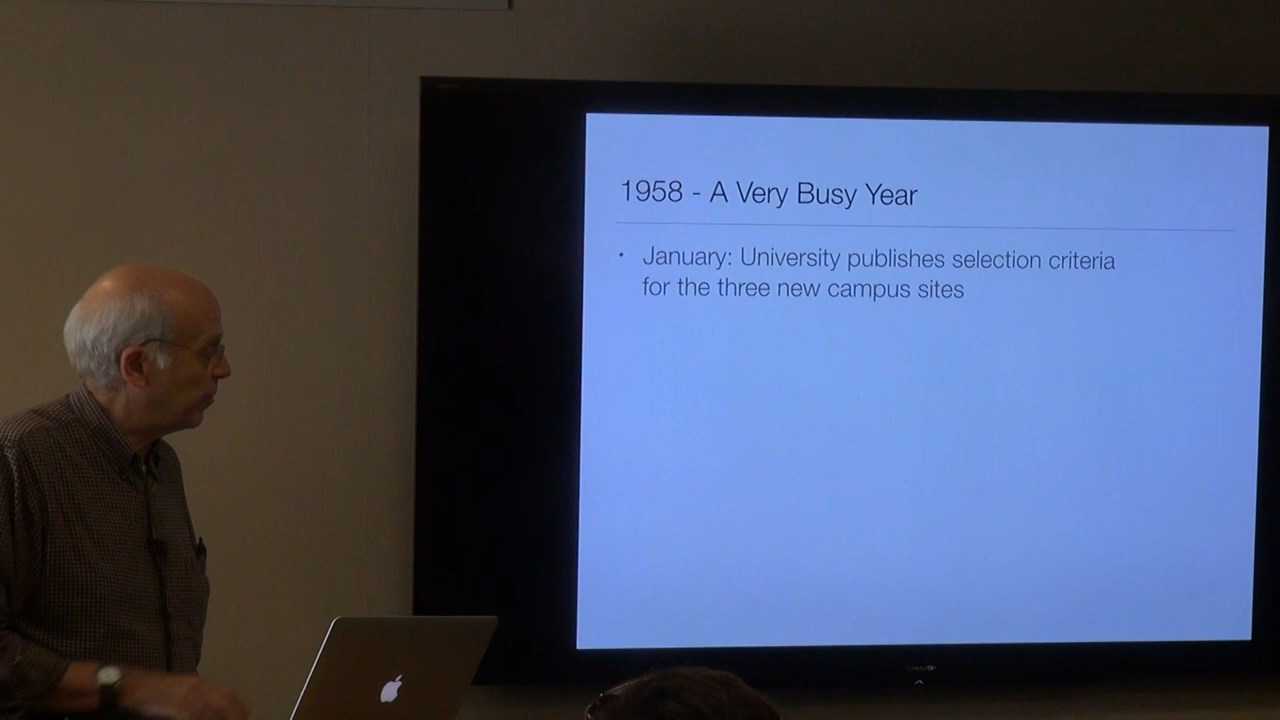 1958 - A Very Busy Year
• January: University publishes selection criteria
for the three new campus sites